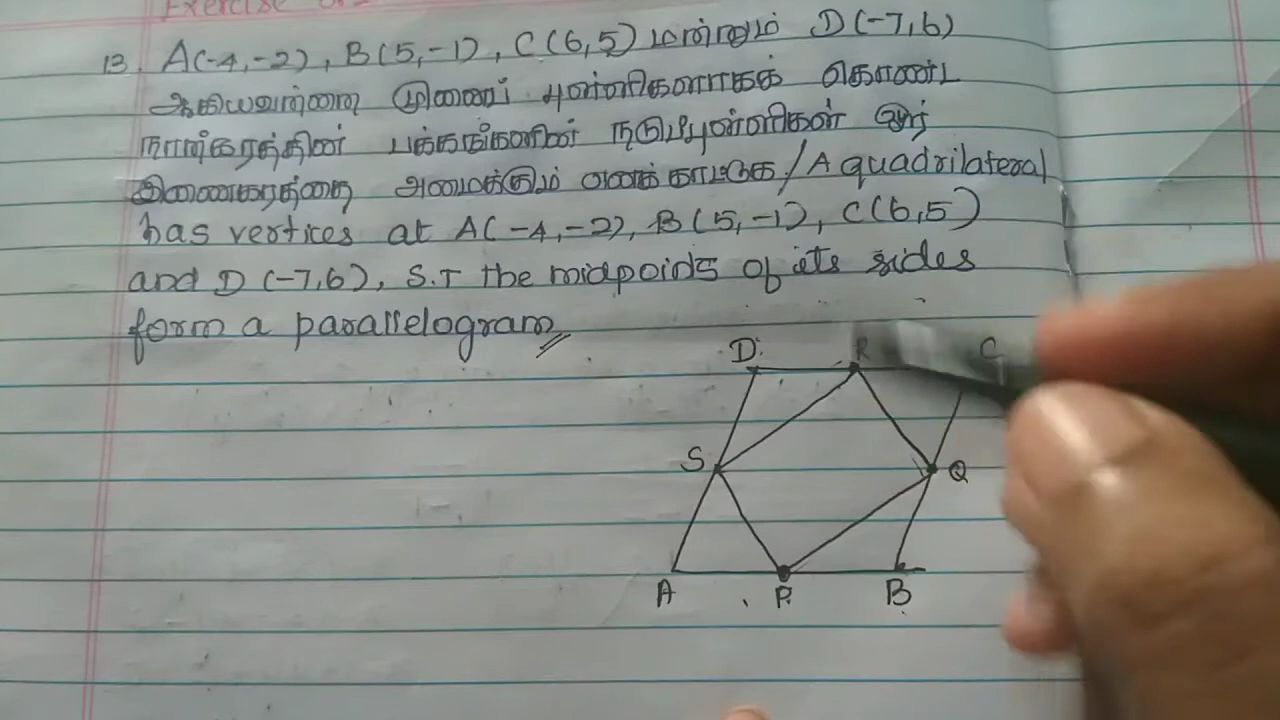 Exercise
13. A(-4,-2), B(5,-1), C(6,5) மற்றும் D(-7,6)
ஆகியவற்றை முனைப் புள்ளிகளாகக் கொண்ட
நாற்கரத்தின் பக்கங்களின் நடுப்புள்ளிகள் ஓர்
இணைகரத்தை அமைக்கும் எனக் காட்டுக / A quadrilateral
has vertices at A(-4,-2), B(5,-1), C(6,5)
and D (-7,6), S.T the midpoids of its sides
form a parallelogram
D R C
S Q
A P B